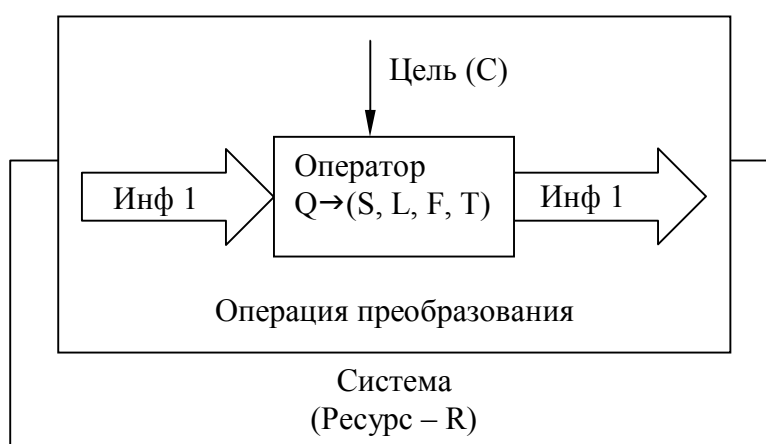 Цель (С)
Оператор
Q→(S, L, F, T)
Инф 1
Инф 1
Операция преобразования
Система
(Ресурс – R)